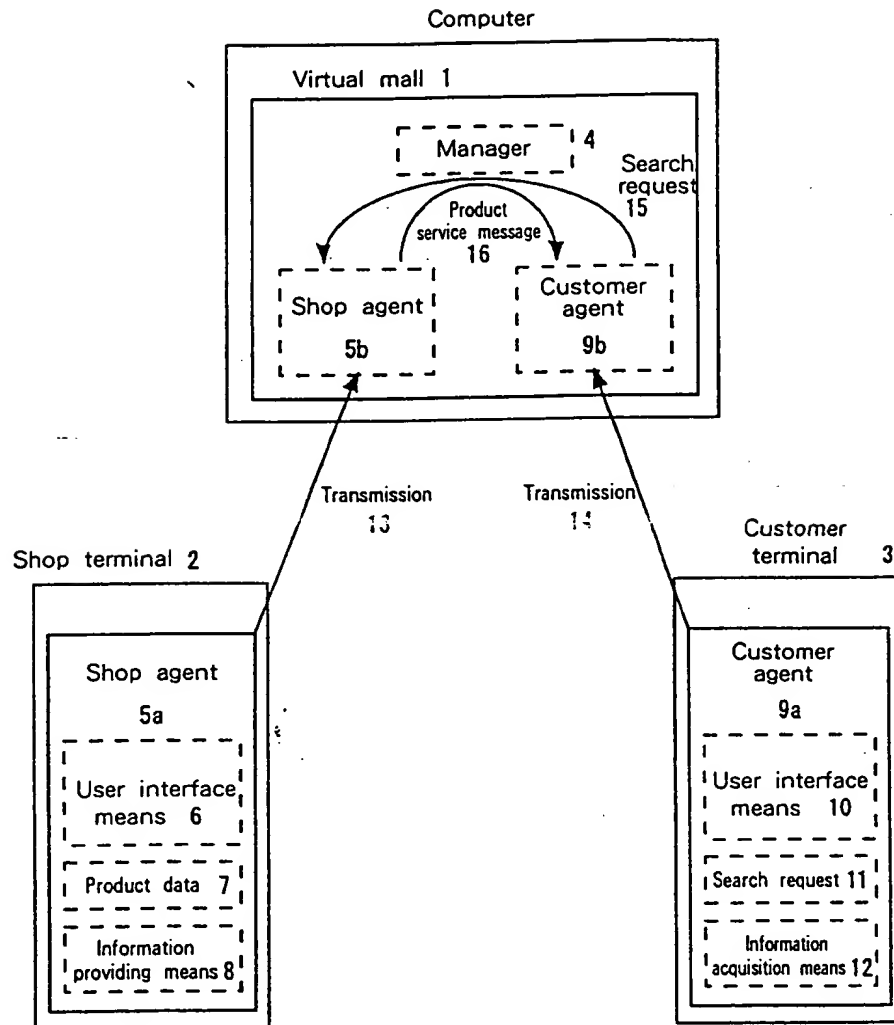 Computer
Virtual mall 1
Manager
4
Search
request
15
Product
service message
16
Shop agent
5b
Customer
agent
9b
Transmission
13
Transmission
14
Shop terminal 2
Customer
terminal 3
Shop agent
5a
User interface
means 6
Product data 7
Information
providing means 8
Customer
agent
9a
User interface
means 10
Search request 11
Information
acquisition means 12